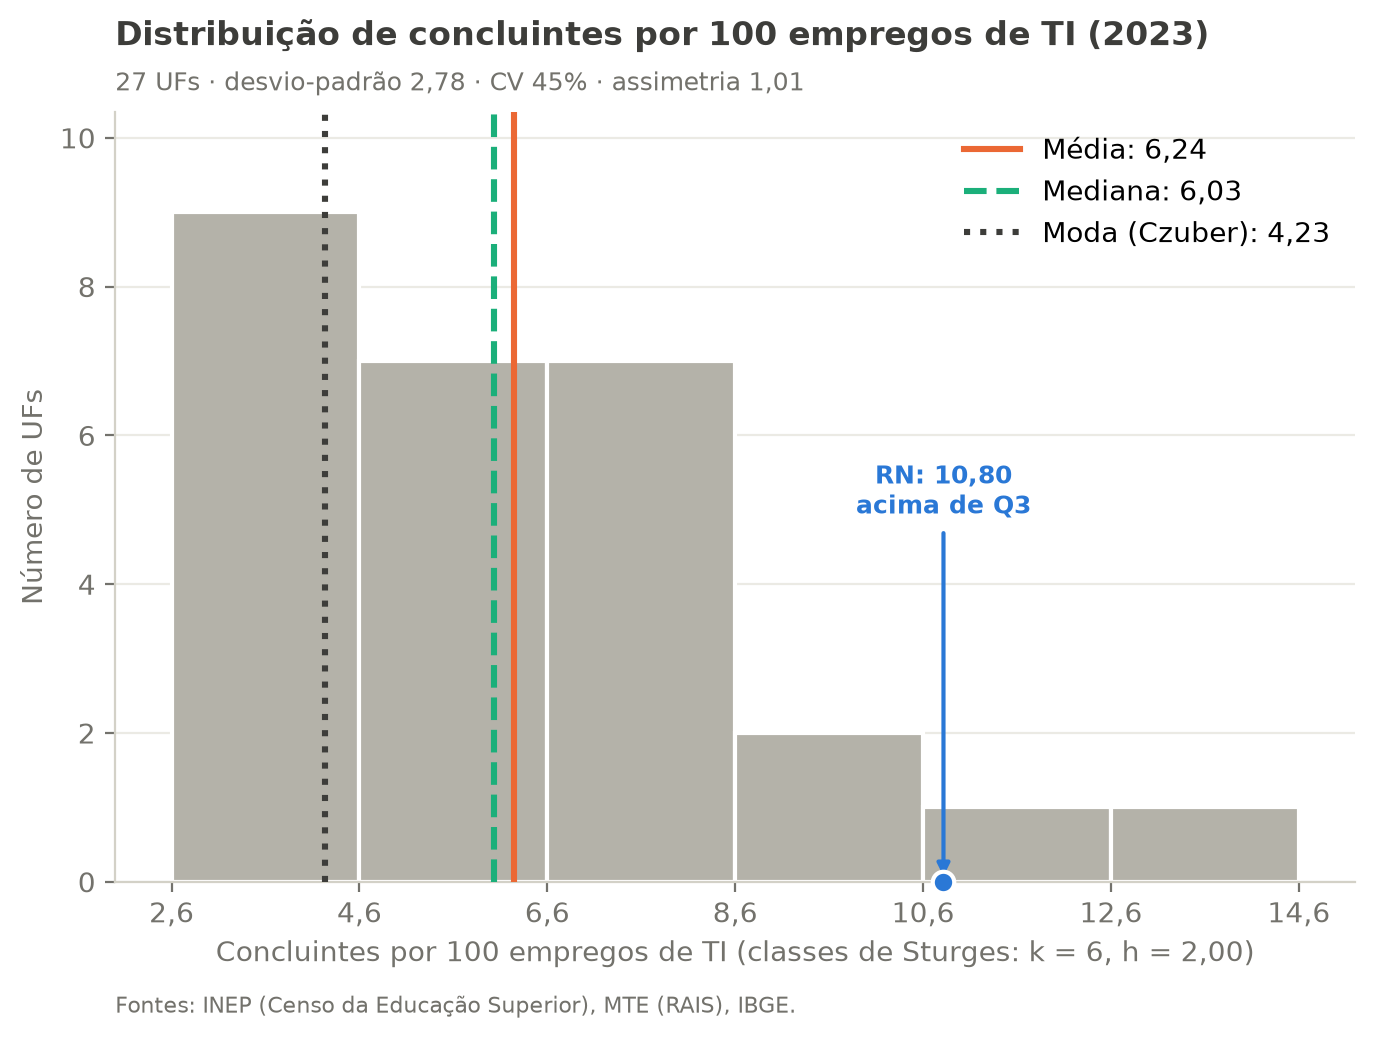 Distribuição de concluintes por 100 empregos de TI (2023)
27 UFs · desvio-padrão 2,78 · CV 45% · assimetria 1,01
Média: 6,24
Mediana: 6,03
Moda (Czuber): 4,23
Número de UFs
10
8
6
4
2
0
RN: 10,80
acima de Q3
2,6 4,6 6,6 8,6 10,6 12,6 14,6
Concluintes por 100 empregos de TI (classes de Sturges: k = 6, h = 2,00)
Fontes: INEP (Censo da Educação Superior), MTE (RAIS), IBGE.